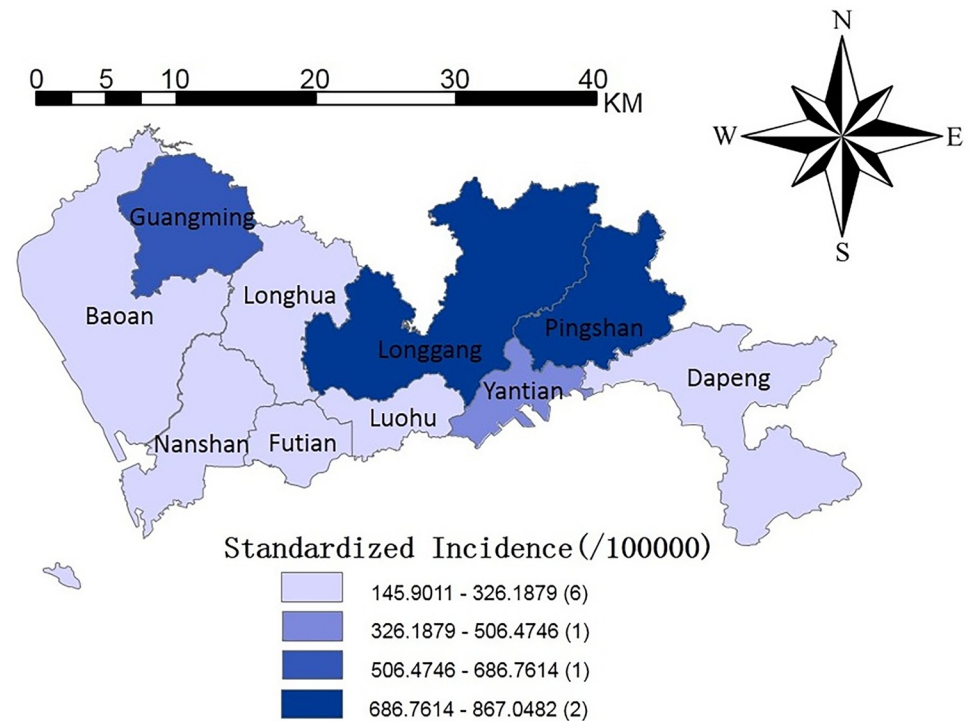 N
0 5 10 20 30 40
KM
W E
S
Guangming
Longhua
Baoan
Pingshan
Longgang
Dapeng
Yantian
Luohu
Nanshan
Futian
Standardized Incidence(/100000)
145.9011 - 326.1879 (6)
326.1879 - 506.4746 (1)
506.4746 - 686.7614 (1)
686.7614 - 867.0482 (2)